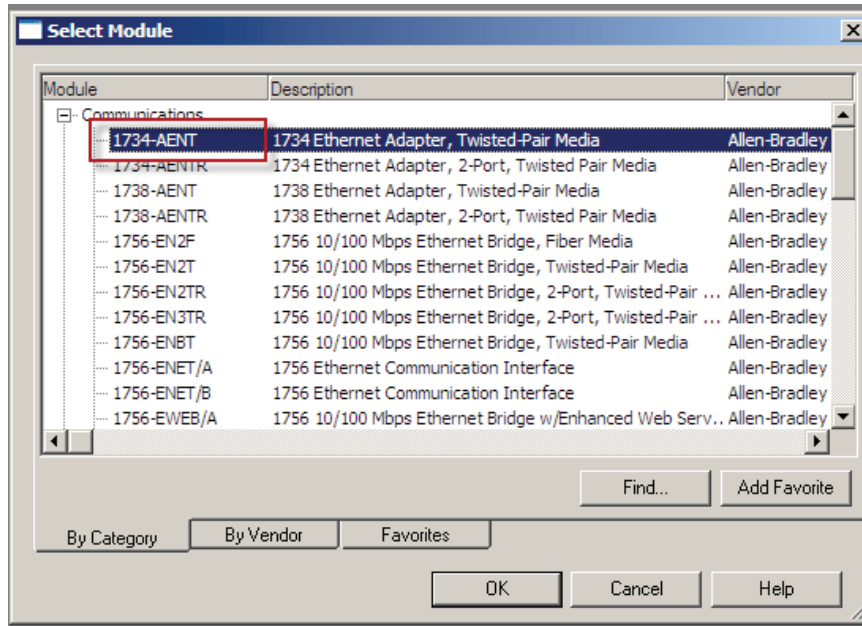 Select Module
Module Description Vendor
Communications
1734-AENT 1734 Ethernet Adapter, Twisted-Pair Media Allen-Bradley
1734-AENTR 1734 Ethernet Adapter, 2-Port, Twisted Pair Media Allen-Bradley
1738-AENT 1738 Ethernet Adapter, Twisted-Pair Media Allen-Bradley
1738-AENTR 1738 Ethernet Adapter, 2-Port, Twisted Pair Media Allen-Bradley
1756-EN2F 1756 10/100 Mbps Ethernet Bridge, Fiber Media Allen-Bradley
1756-EN2T 1756 10/100 Mbps Ethernet Bridge, Twisted-Pair Media Allen-Bradley
1756-EN2TR 1756 10/100 Mbps Ethernet Bridge, 2-Port, Twisted-Pair ... Allen-Bradley
1756-EN3TR 1756 10/100 Mbps Ethernet Bridge, 2-Port, Twisted-Pair ... Allen-Bradley
1756-ENBT 1756 10/100 Mbps Ethernet Bridge, Twisted-Pair Media Allen-Bradley
1756-ENET/A 1756 Ethernet Communication Interface Allen-Bradley
1756-ENET/B 1756 Ethernet Communication Interface Allen-Bradley
1756-EWEB/A 1756 10/100 Mbps Ethernet Bridge w/Enhanced Web Serv.. Allen-Bradley
Find... Add Favorite
By Category By Vendor Favorites
OK Cancel Help